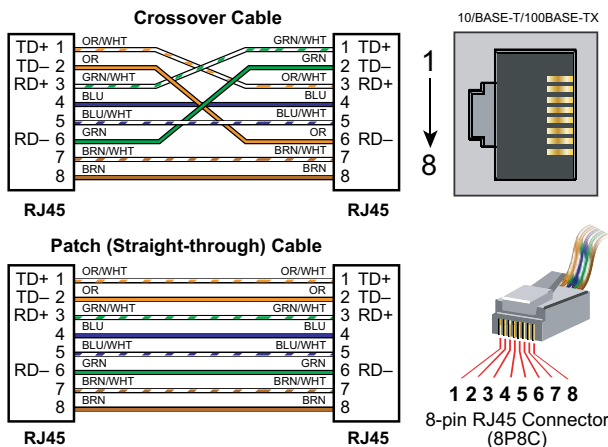 Crossover Cable
10/BASE-T/100BASE-TX
TD+ 1 OR/WHT GRN/WHT 1 TD+
TD– 2 OR GRN 2 TD–
RD+ 3 GRN/WHT OR/WHT 3 RD+
4 BLU BLU 4
5 BLU/WHT BLU/WHT 5
RD– 6 GRN OR 6 RD–
7 BRN/WHT BRN/WHT 7
8 BRN BRN 8
RJ45 RJ45
1
8
Patch (Straight-through) Cable
TD+ 1 OR/WHT OR/WHT 1 TD+
TD– 2 OR OR 2 TD–
RD+ 3 GRN/WHT GRN/WHT 3 RD+
4 BLU BLU 4
5 BLU/WHT BLU/WHT 5
RD– 6 GRN GRN 6 RD–
7 BRN/WHT BRN/WHT 7
8 BRN BRN 8
RJ45 RJ45
1 2 3 4 5 6 7 8
8-pin RJ45 Connector
(8P8C)